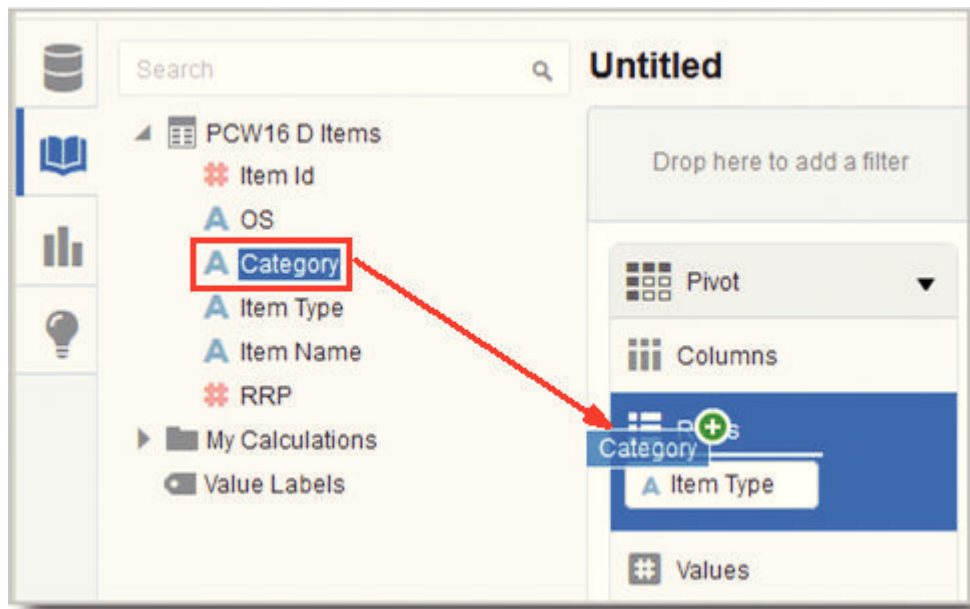 Search
Untitled
PCW16 D Items
Item Id
OS
Category
Item Type
Item Name
RRP
My Calculations
Value Labels
Drop here to add a filter
Pivot
Columns
Category
Item Type
Values